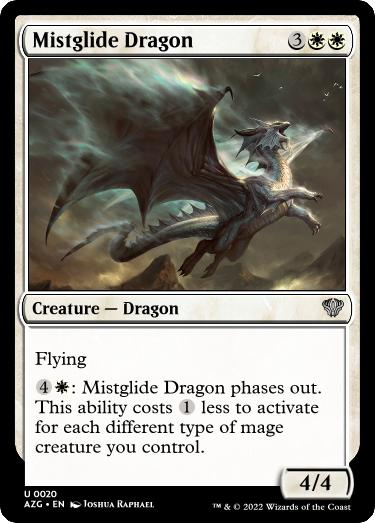 Mistglide Dragon 3
Creature — Dragon
Flying
4: Mistglide Dragon phases out.
This ability costs 1 less to activate
for each different type of mage
creature you control.
4/4
U 0020
AZG • EN Joshua Raphael
™ & © 2022 Wizards of the Coast